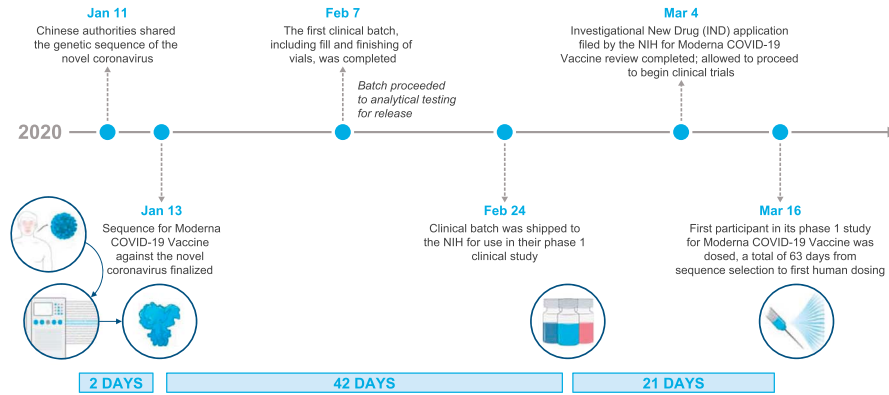 Jan 11
Chinese authorities shared
the genetic sequence of the
novel coronavirus
Feb 7
The first clinical batch,
including fill and finishing of
vials, was completed
Batch proceeded
to analytical testing
for release
Mar 4
Investigational New Drug (IND) application
filed by the NIH for Moderna COVID-19
Vaccine review completed; allowed to proceed
to begin clinical trials
2020
Jan 13
Sequence for Moderna
COVID-19 Vaccine
against the novel
coronavirus finalized
Feb 24
Clinical batch was shipped to
the NIH for use in their phase 1
clinical study
Mar 16
First participant in its phase 1 study
for Moderna COVID-19 Vaccine was
dosed, a total of 63 days from
sequence selection to first human dosing
2 DAYS
42 DAYS
21 DAYS